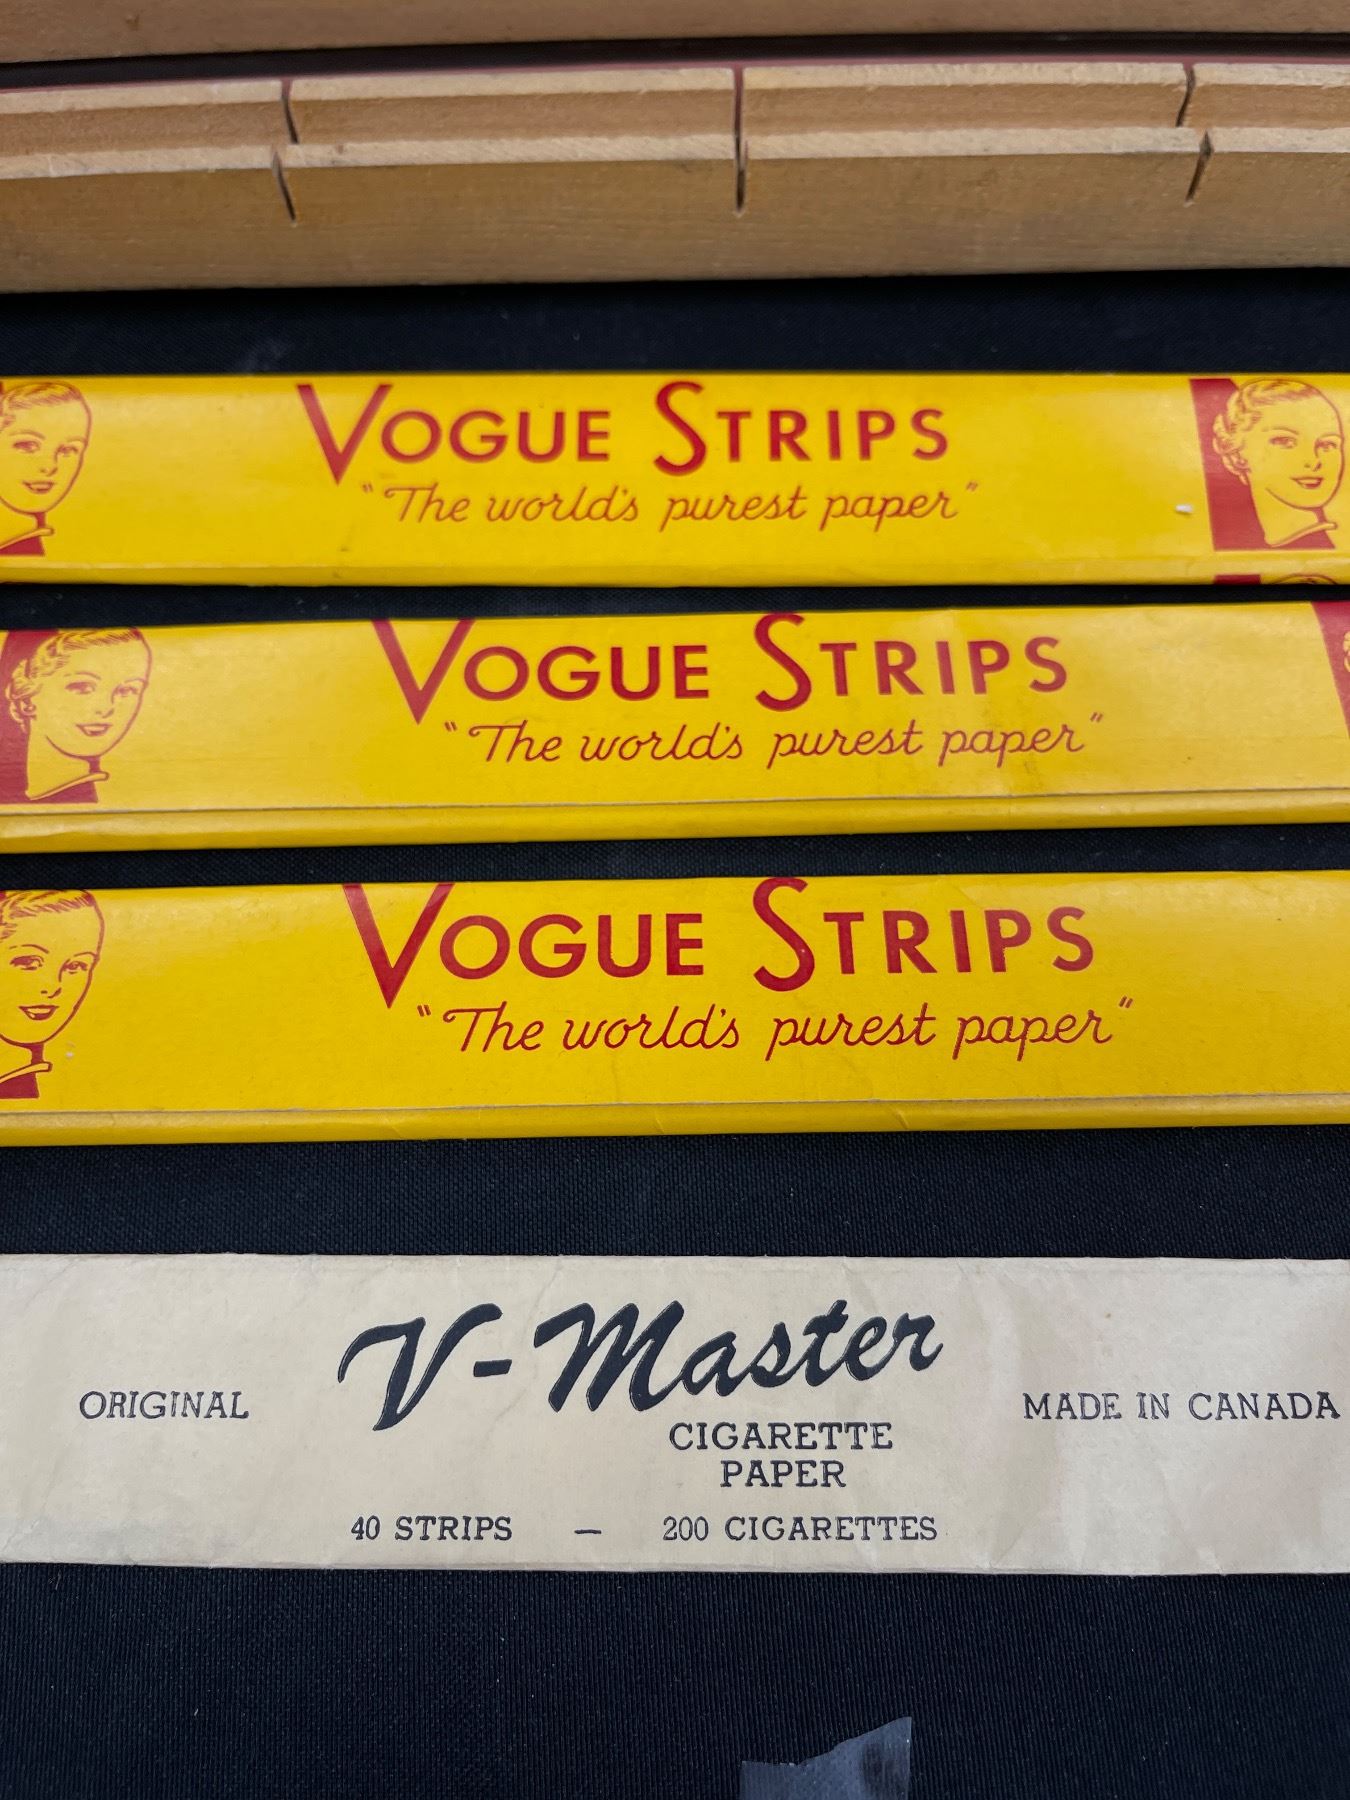 VOGUE STRIPS
"The world's purest paper"
VOGUE STRIPS
"The world's purest paper"
VOGUE STRIPS
"The world's purest paper"
ORIGINAL V-Master MADE IN CANADA
CIGARETTE
PAPER
40 STRIPS — 200 CIGARETTES